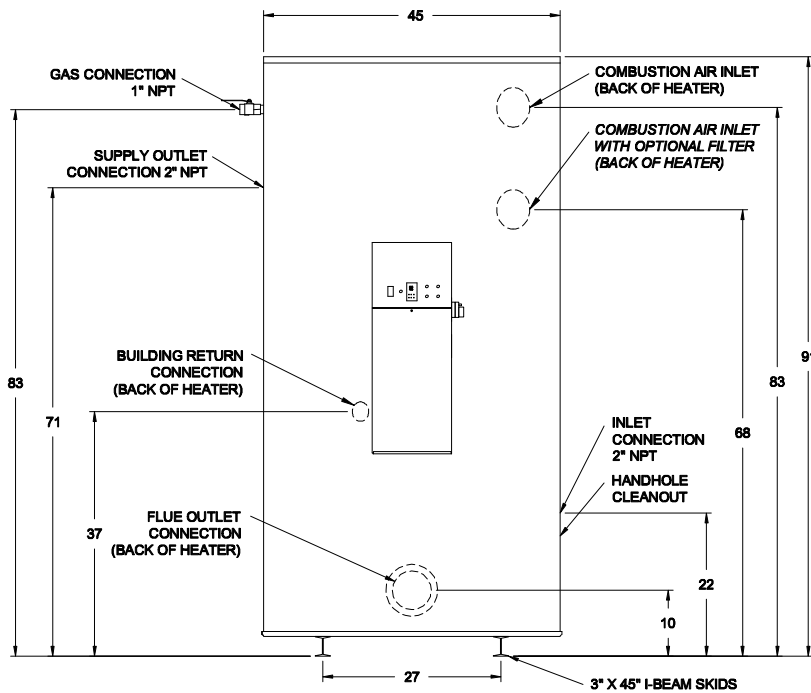 45
GAS CONNECTION
1" NPT
COMBUSTION AIR INLET
(BACK OF HEATER)
SUPPLY OUTLET
CONNECTION 2" NPT
COMBUSTION AIR INLET
WITH OPTIONAL FILTER
(BACK OF HEATER)
BUILDING RETURN
CONNECTION
(BACK OF HEATER)
83
71
37
83
91
68
INLET
CONNECTION
2" NPT
HANDHOLE
CLEANOUT
FLUE OUTLET
CONNECTION
(BACK OF HEATER)
22
10
27
3" X 45" I-BEAM SKIDS